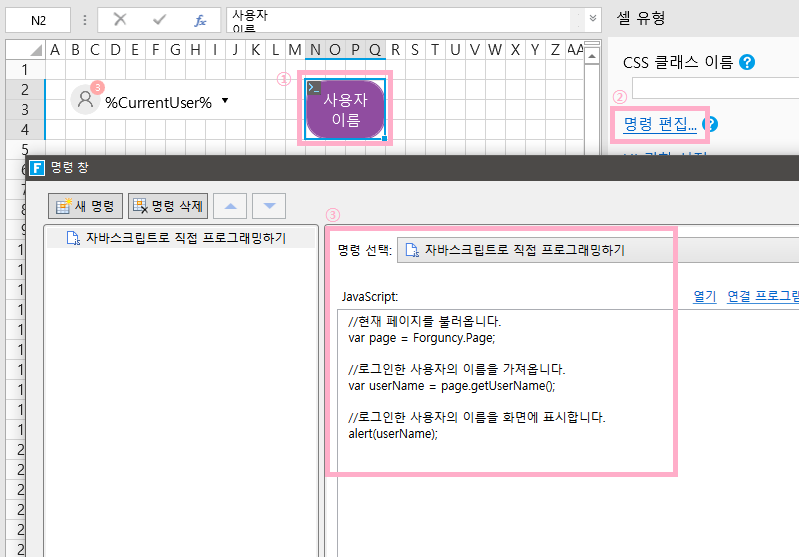 N2
사용자
이름
셀 유형
A B C D E F G H I J K L M N O P Q R S T U V W X Y Z AA
CSS 클래스 이름 ?
1
2
3
4
5
3
%CurrentUser%
①
>_
사용자
이름
②
명령 편집... ?
F 명령 창
새 명령
명령 삭제
③
자바스크립트로 직접 프로그래밍하기
명령 선택:
자바스크립트로 직접 프로그래밍하기
JavaScript:
열기
연결 프로그램
//현재 페이지를 불러옵니다.
var page = Forguncy.Page;
//로그인한 사용자의 이름을 가져옵니다.
var userName = page.getUserName();
//로그인한 사용자의 이름을 화면에 표시합니다.
alert(userName);